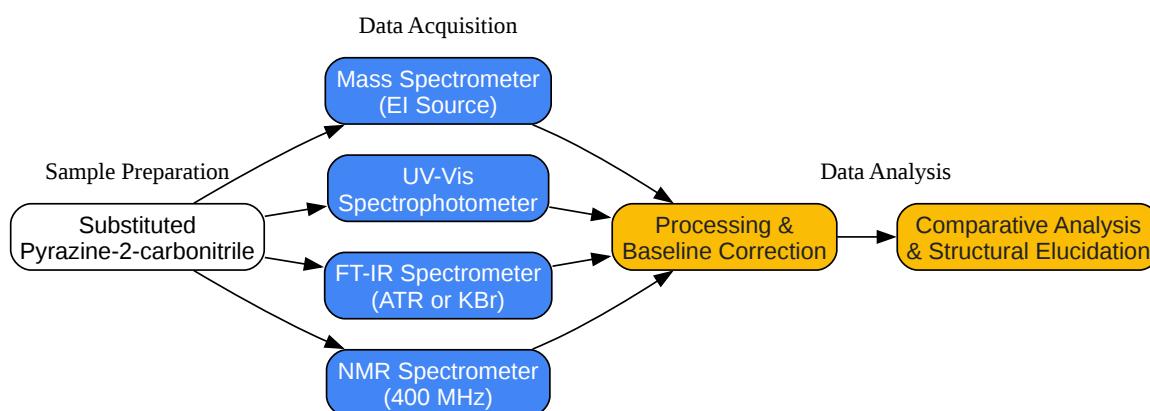 Data Acquisition
Mass Spectrometer
(EI Source)
Sample Preparation
UV-Vis
Spectrophotometer
Data Analysis
Substituted
Pyrazine-2-carbonitrile
Processing &
Baseline Correction
Comparative Analysis
& Structural Elucidation
FT-IR Spectrometer
(ATR or KBr)
NMR Spectrometer
(400 MHz)